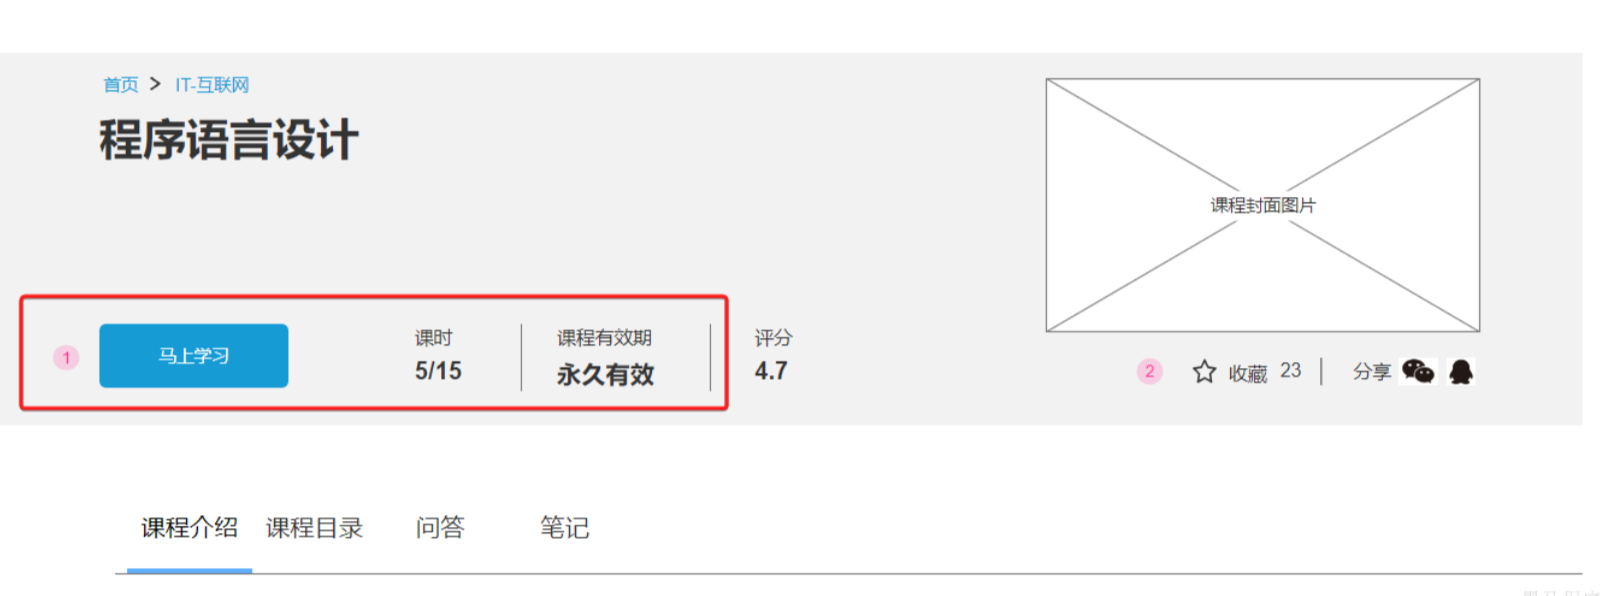 首页 > IT-互联网
程序语言设计
课程封面图片
1 马上学习
课时
5/15
课程有效期
永久有效
评分
4.7
2 收藏 23 分享
课程介绍 课程目录 问答 笔记